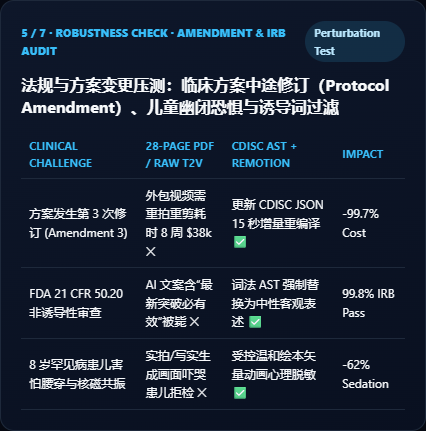 5 / 7 · ROBUSTNESS CHECK · AMENDMENT & IRB
AUDIT
Perturbation
Test
法规与方案变更压测：临床方案中途修订（Protocol
Amendment）、儿童幽闭恐惧与诱导词过滤
CLINICAL
CHALLENGE
28-PAGE PDF
/ RAW T2V
CDISC AST +
REMOTION
IMPACT
方案发生第 3 次修
订 (Amendment 3)
外包视频需
重拍重剪耗
时 8 周 $38k
❌
更新 CDISC JSON
15 秒增量重编译
✅
-99.7%
Cost
FDA 21 CFR 50.20
非诱导性审查
AI 文案含“最
新突破必有
效”被毙 ❌
词法 AST 强制替
换为中性客观表
述 ✅
99.8% IRB
Pass
8 岁罕见病患儿害
怕腰穿与核磁共振
实拍/写实生
成画面吓哭
患儿拒检 ❌
受控温和绘本矢
量动画心理脱敏
✅
-62%
Sedation